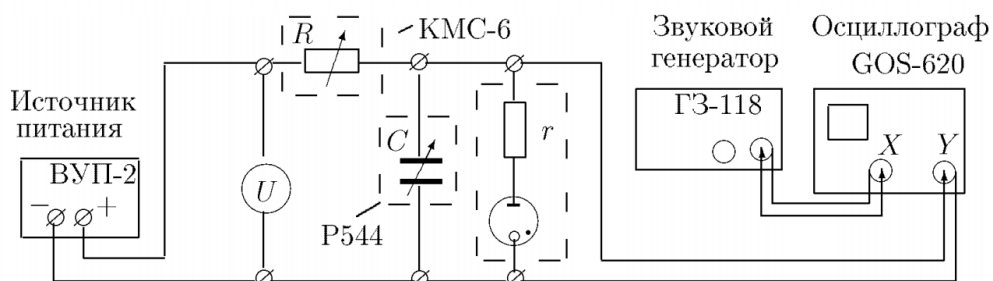 R
КМС-6
Звуковой
генератор
Осциллограф
GOS-620
Источник
питания
ВУП-2
− +
U
C
r
Р544
ГЗ-118
X
Y